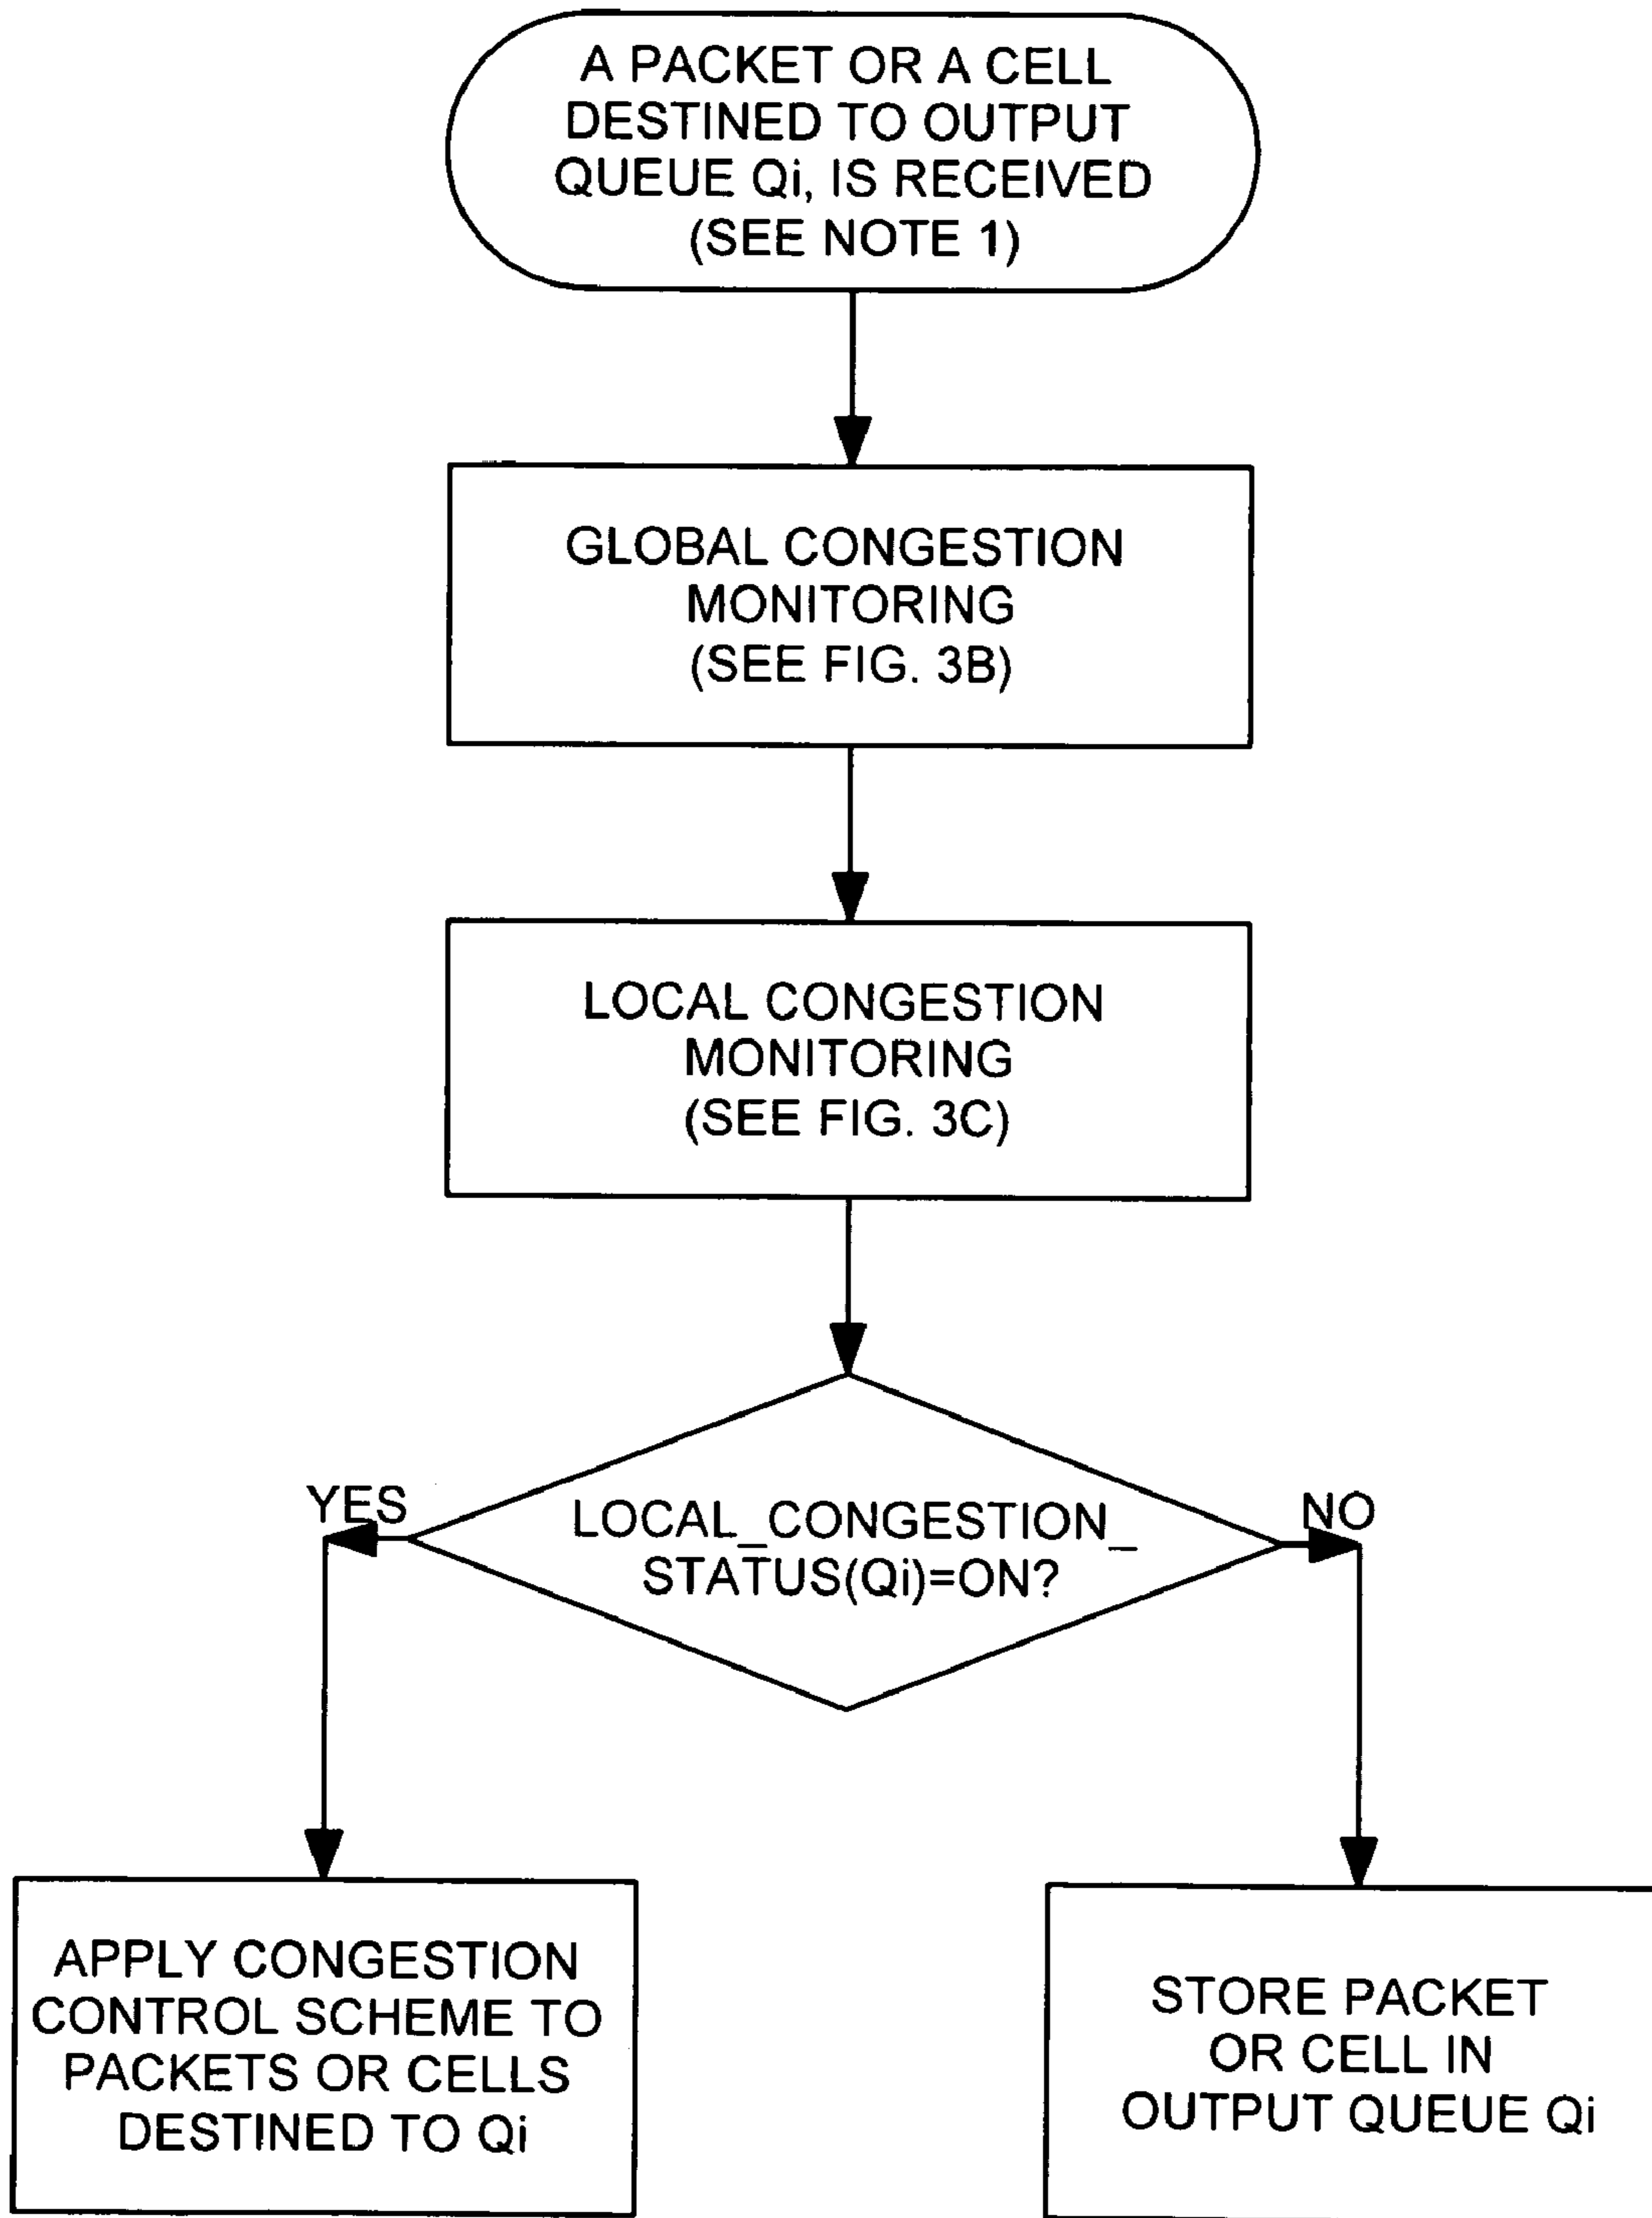 A PACKET OR A CELL
DESTINED TO OUTPUT
QUEUE Qi, IS RECEIVED
(SEE NOTE 1)
GLOBAL CONGESTION
MONITORING
(SEE FIG. 3B)
LOCAL CONGESTION
MONITORING
(SEE FIG. 3C)
YES
NO
LOCAL_CONGESTION_
STATUS(Qi)=ON?
APPLY CONGESTION
CONTROL SCHEME TO
PACKETS OR CELLS
DESTINED TO Qi
STORE PACKET
OR CELL IN
OUTPUT QUEUE Qi